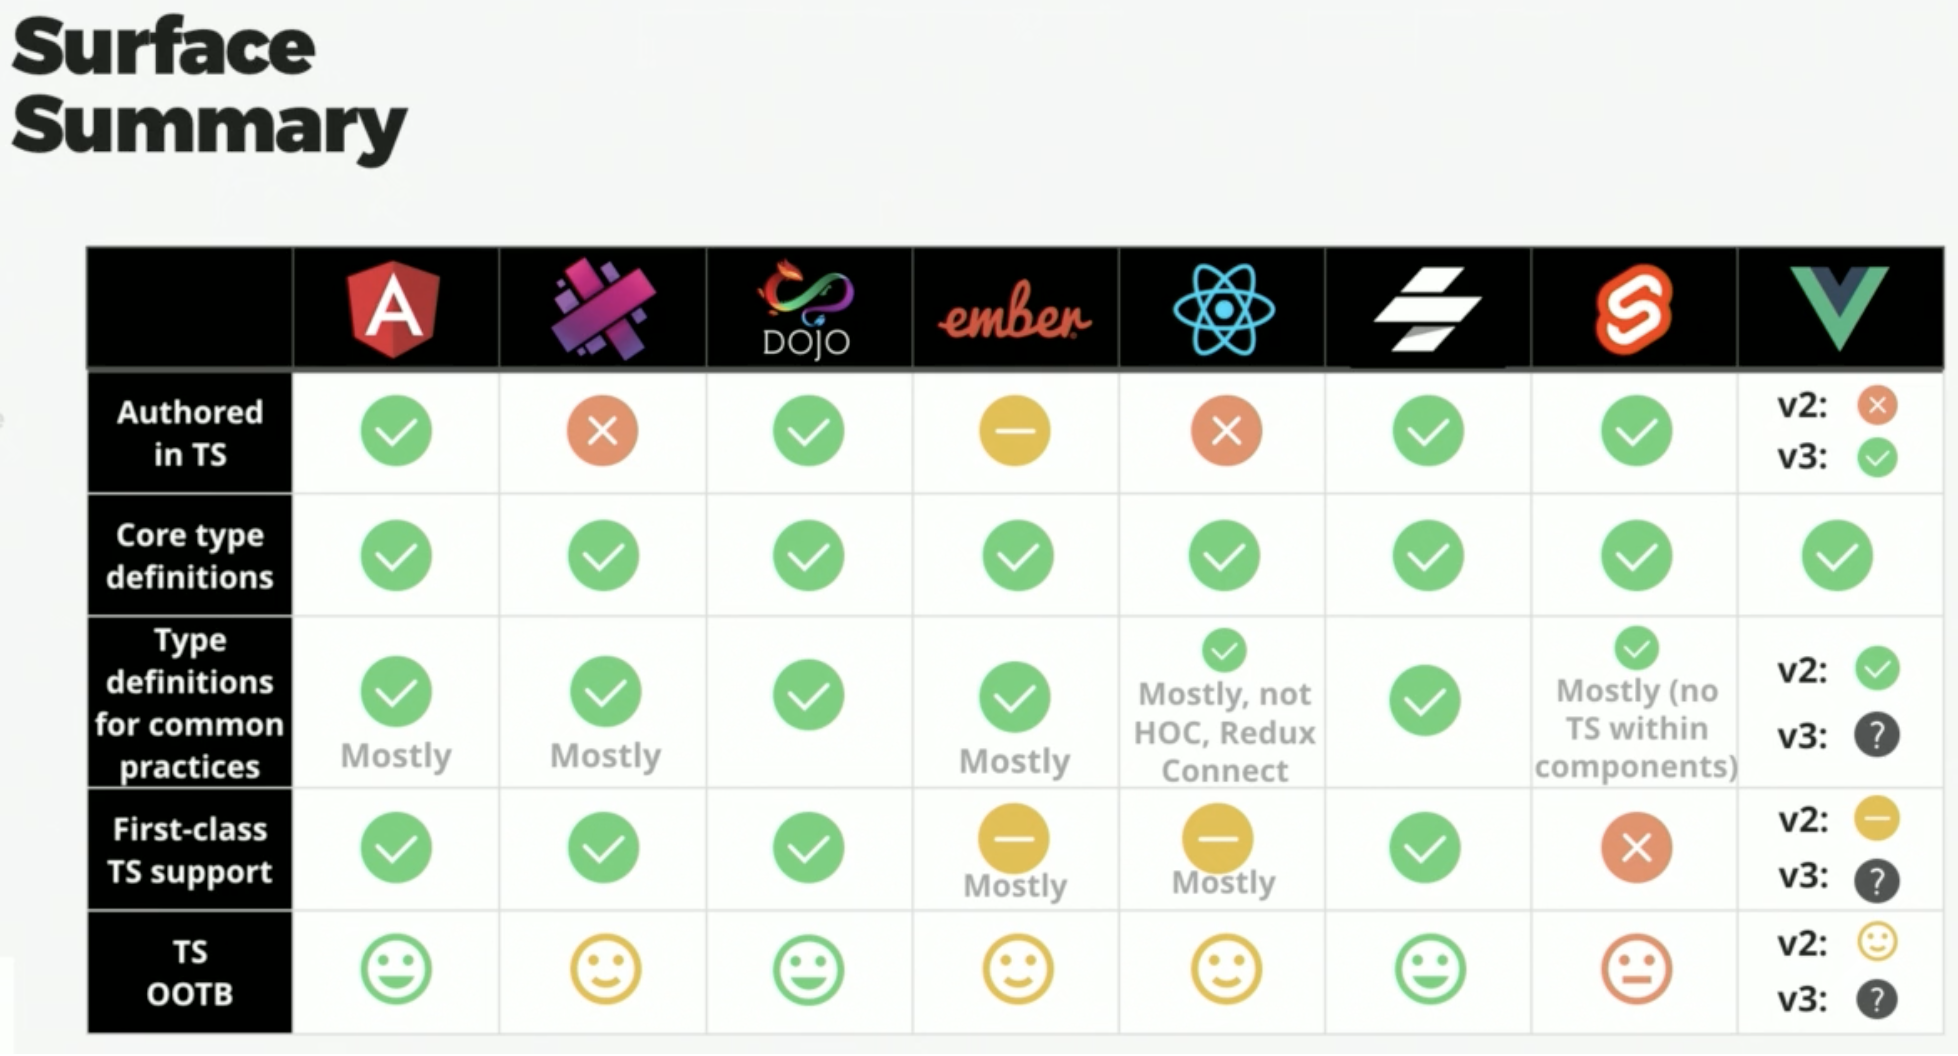 Surface
Summary
DOJO
ember
Authored
in TS
v2:
v3:
Core type
definitions
Type
definitions
for common
practices
Mostly
Mostly
Mostly
Mostly, not
HOC, Redux
Connect
Mostly (no
TS within
components)
v2:
v3: ?
First-class
TS support
Mostly
Mostly
v2:
v3: ?
TS
OOTB
v2:
v3: ?